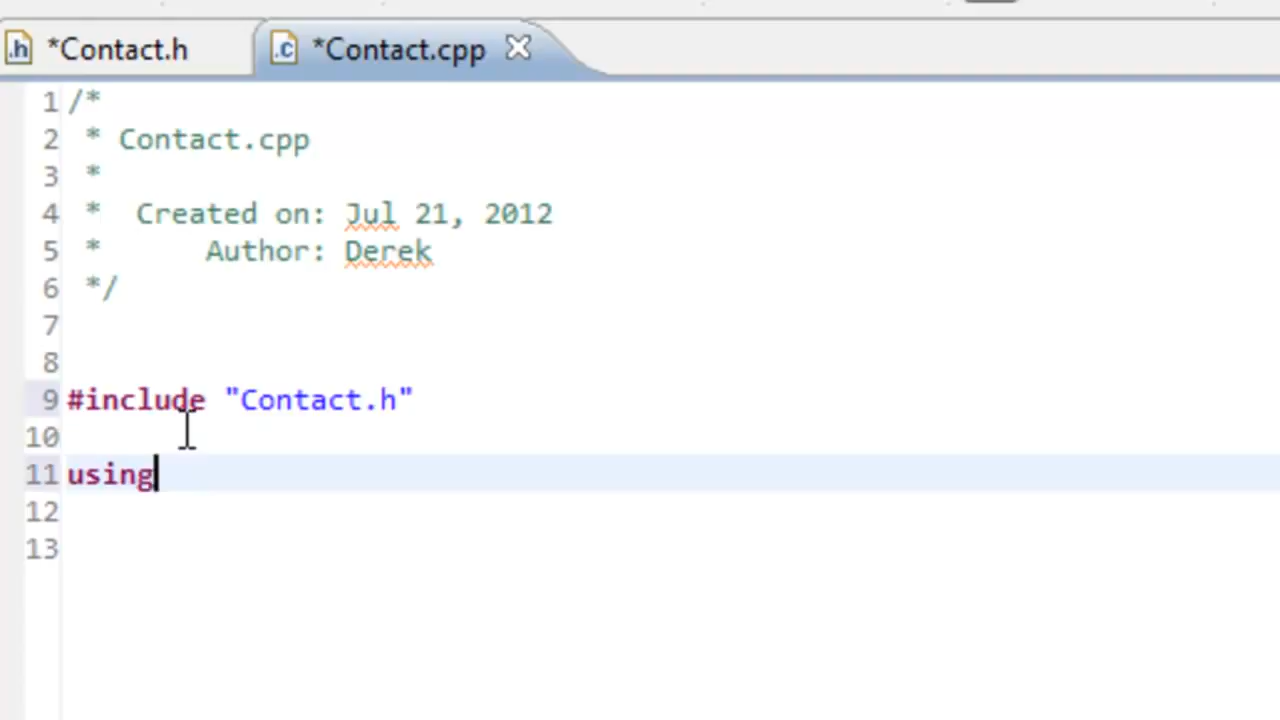 .h *Contact.h .c *Contact.cpp
1 /*
2  * Contact.cpp
3  *
4  *  Created on: Jul 21, 2012
5  *      Author: Derek
6  */
7
8
9 #include "Contact.h"
10
11 using
12
13